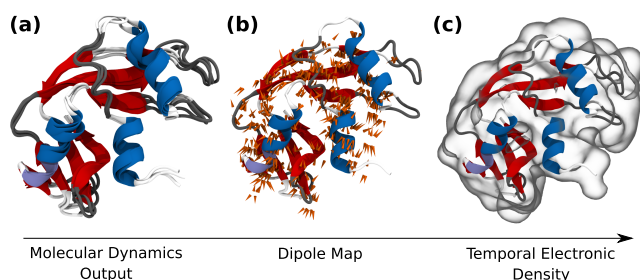 (a)
(b)
(c)
Molecular Dynamics
Output
Dipole Map
Temporal Electronic
Density